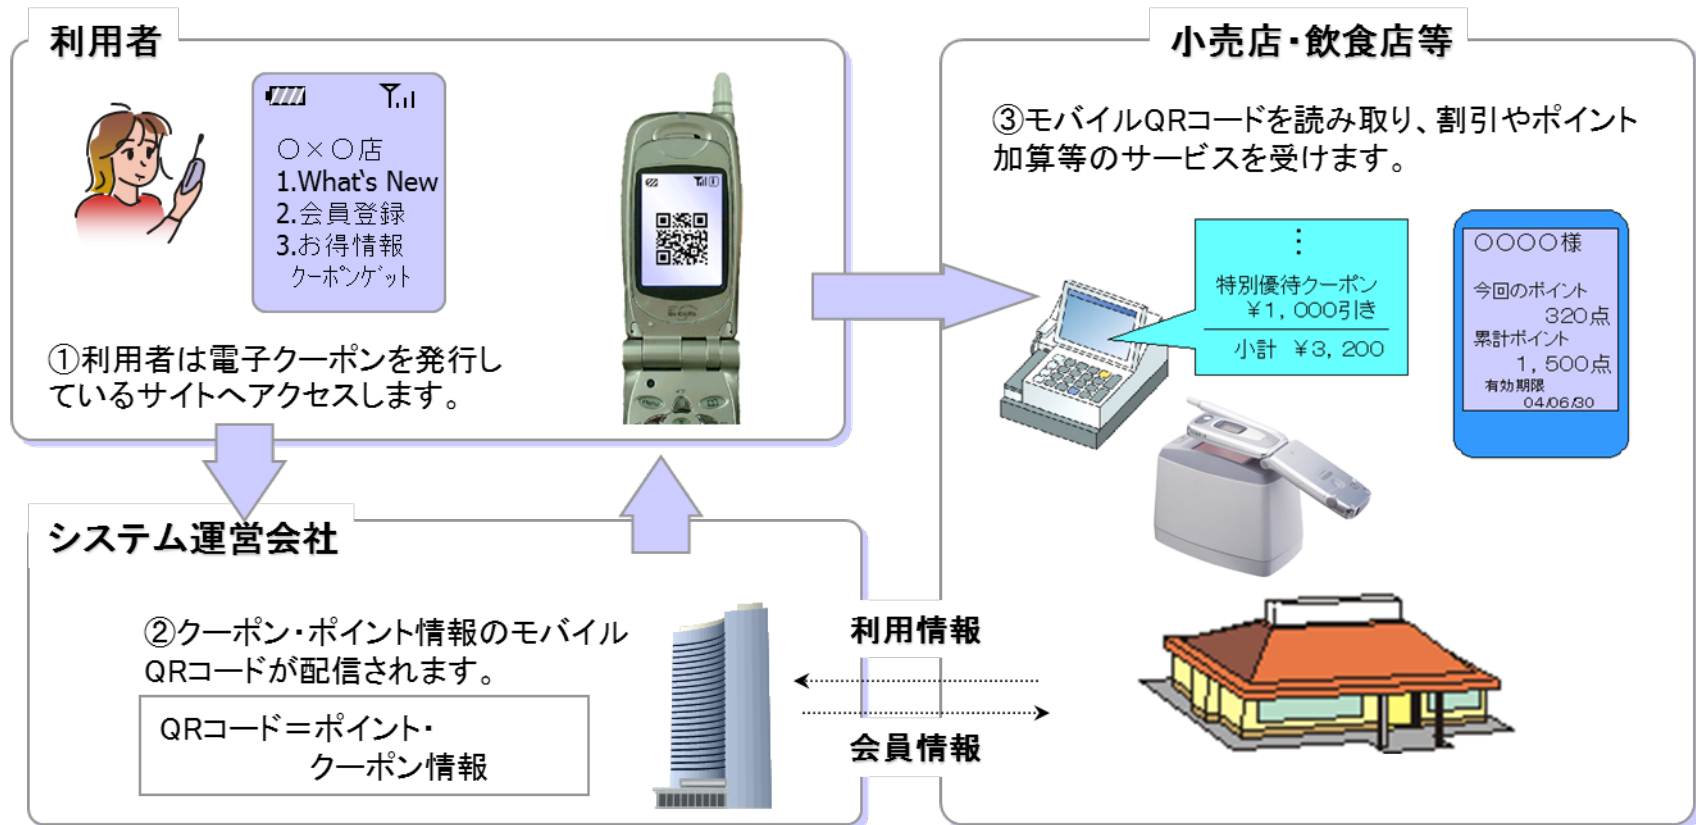 利用者
○×○店
1.What's New
2.会員登録
3.お得情報
クーポンゲット
①利用者は電子クーポンを発行し
ているサイトへアクセスします。
システム運営会社
②クーポン・ポイント情報のモバイル
QRコードが配信されます。
QRコード＝ポイント・
クーポン情報
利用情報
会員情報
小売店・飲食店等
③モバイルQRコードを読み取り、割引やポイント
加算等のサービスを受けます。
⋮
特別優待クーポン
￥1，000引き
小計 ￥3，200
○○○○様
今回のポイント
320点
累計ポイント
1，500点
有効期限
04/06/30